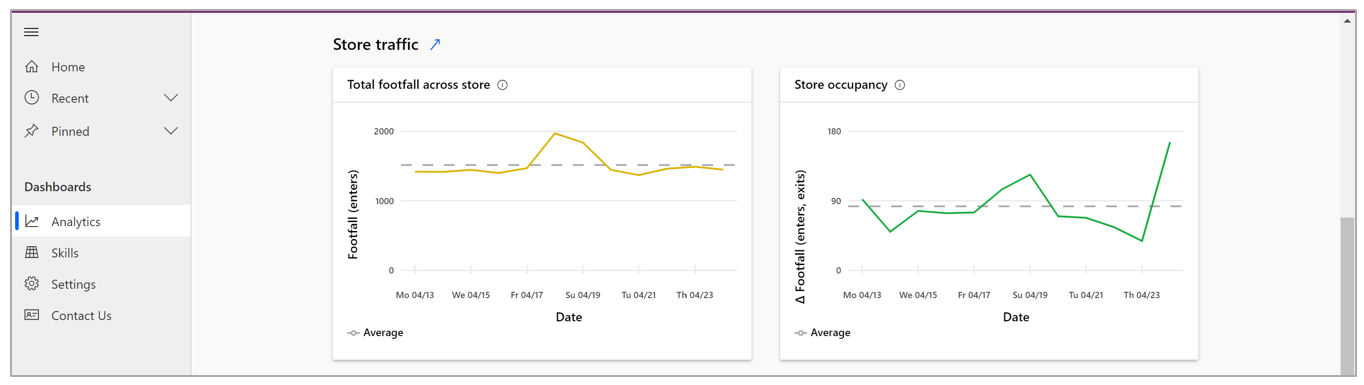 Home
Recent
Pinned
Dashboards
Analytics
Skills
Settings
Contact Us
Store traffic
Total footfall across store
2000
1000
0
Footfall (enters)
Mo 04/13 We 04/15 Fr 04/17 Su 04/19 Tu 04/21 Th 04/23
Date
Average
Store occupancy
180
90
0
Δ Footfall (enters, exits)
Mo 04/13 We 04/15 Fr 04/17 Su 04/19 Tu 04/21 Th 04/23
Date
Average